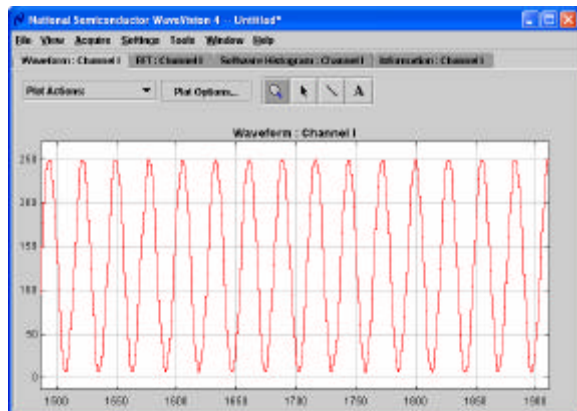 National Semiconductor WaveVision 4 - Untitled*
File View Acquire Settings Tools Window Help
Waveform : Channel I FFT : Channel I Software Histogram : Channel I Information : Channel I
Plot Actions: Plot Options... A
Waveform : Channel I
250
200
150
100
50
0
1500 1550 1600 1650 1700 1750 1800 1850 1900